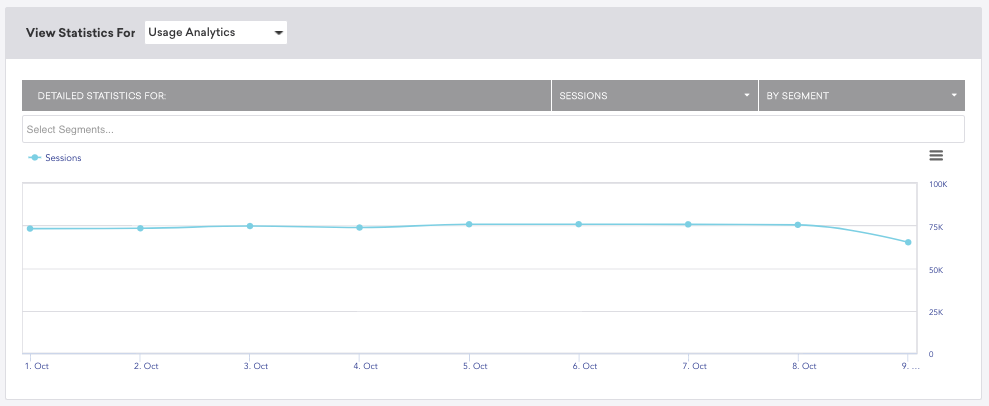 View Statistics For Usage Analytics
DETAILED STATISTICS FOR: SESSIONS BY SEGMENT
Select Segments...
Sessions
100K
75K
50K
25K
0
1. Oct 2. Oct 3. Oct 4. Oct 5. Oct 6. Oct 7. Oct 8. Oct 9. ...